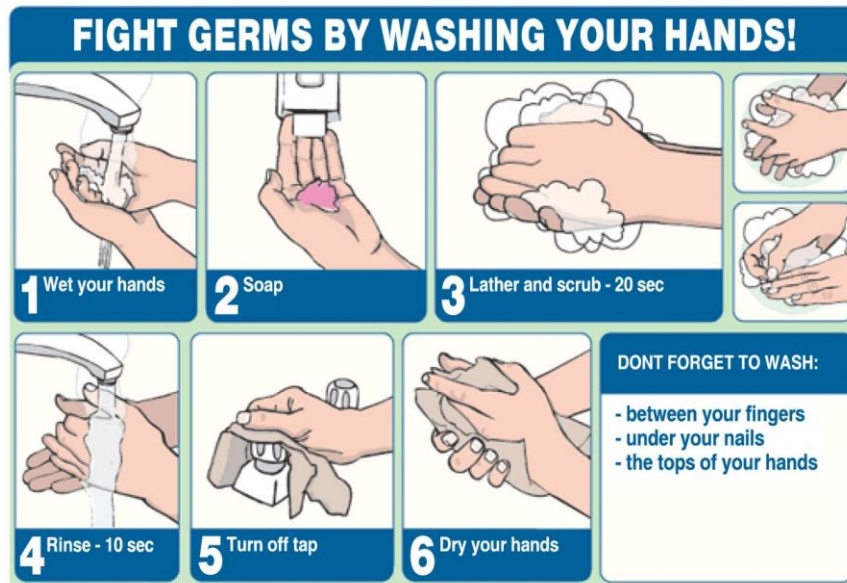 FIGHT GERMS BY WASHING YOUR HANDS!
1 Wet your hands
2 Soap
3 Lather and scrub - 20 sec
4 Rinse - 10 sec
5 Turn off tap
6 Dry your hands
DONT FORGET TO WASH:
- between your fingers
- under your nails
- the tops of your hands